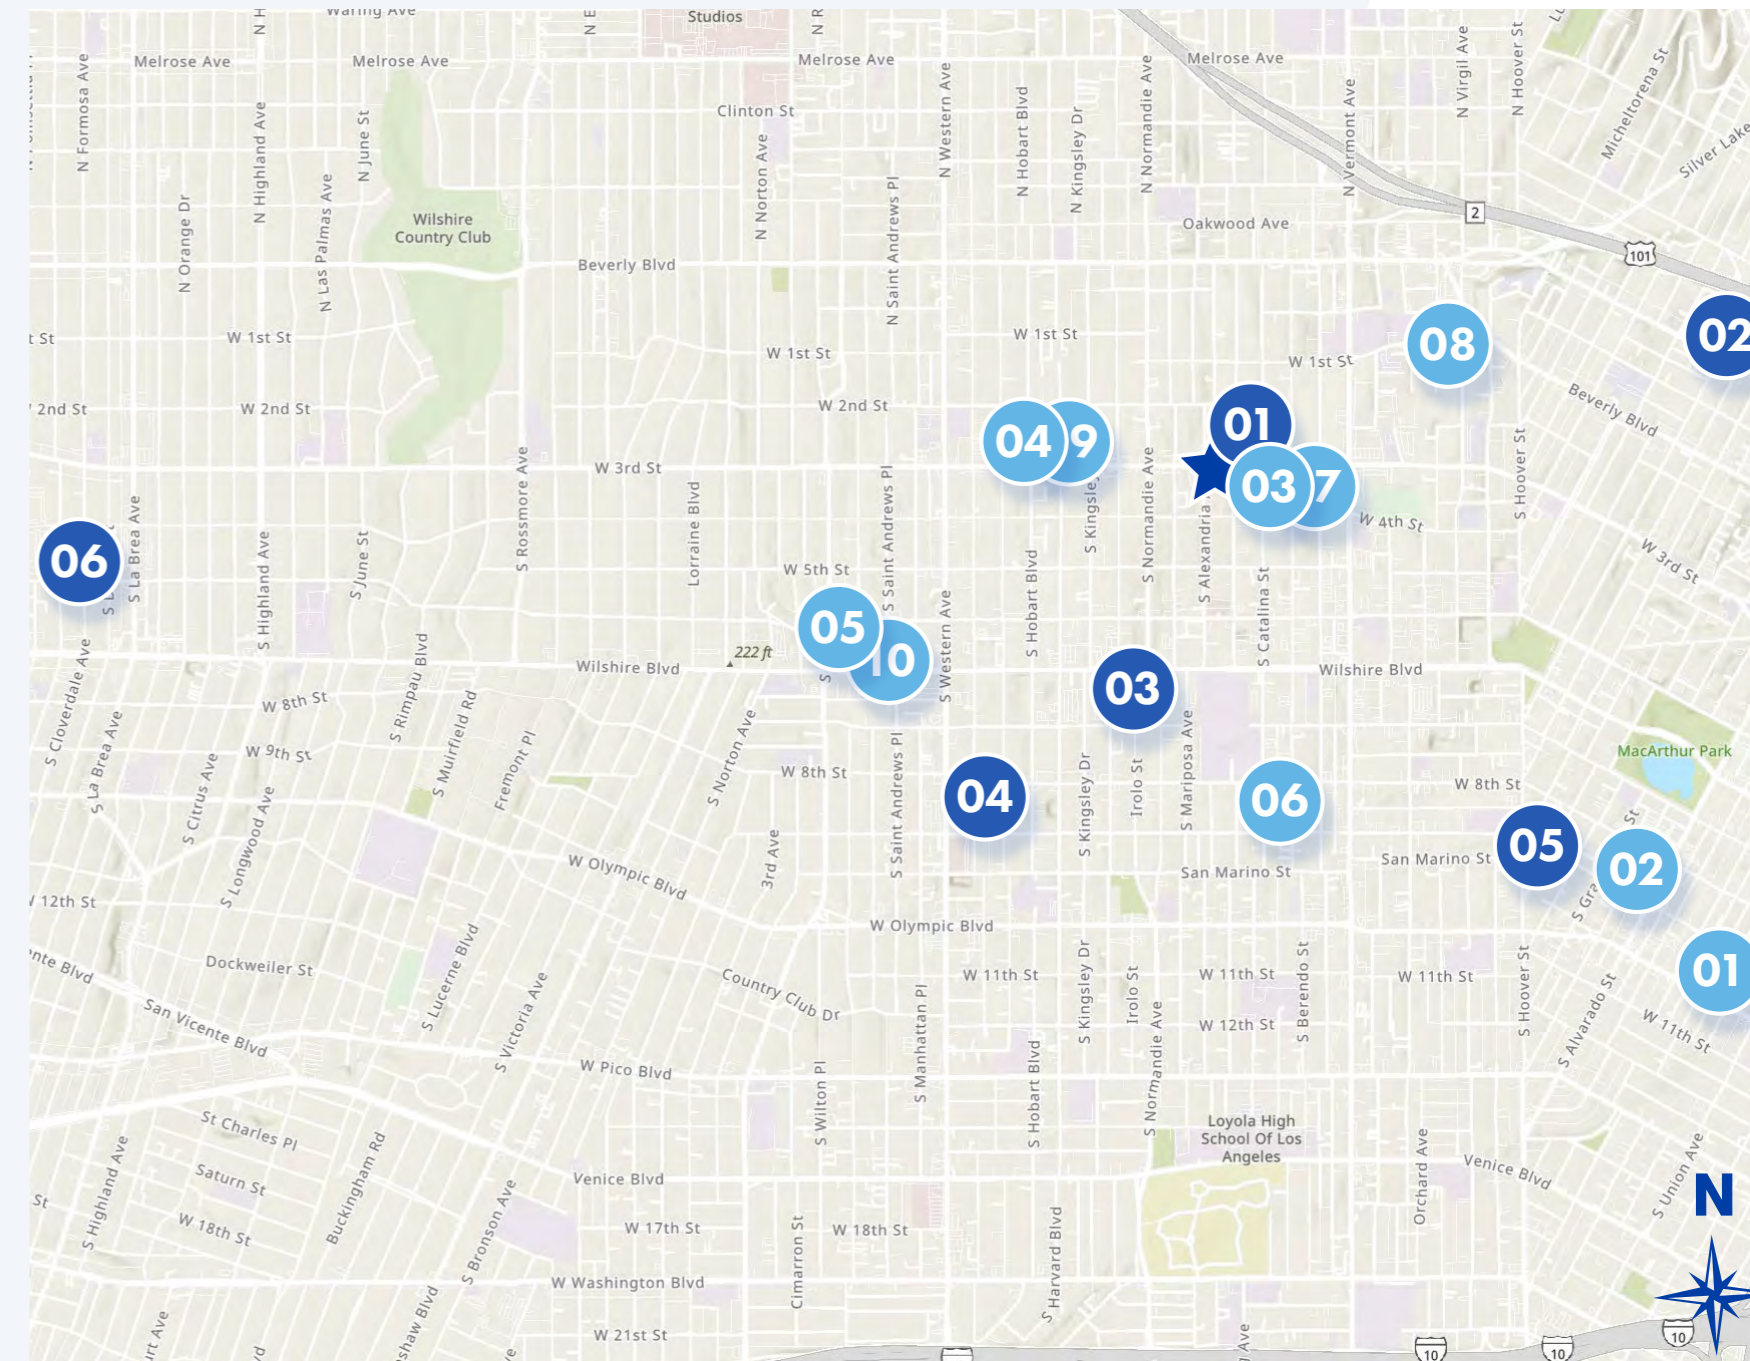 Waring Ave
Studios
Melrose Ave
Melrose Ave
Melrose Ave
Melrose Ave
Clinton St
N Formosa Ave
N Highland Ave
N June St
N Orange Dr
N Las Palmas Ave
N Norton Ave
N Western Ave
N Saint Andrews Pl
N Hobart Blvd
N Kingsley Dr
N Normandie Ave
N Vermont Ave
N Virgil Ave
N Hoover St
Micheltorena St
Silver Lake
Wilshire
Country Club
Oakwood Ave
2
101
Beverly Blvd
W 1st St
W 1st St
W 1st St
W 1st St
08
02
2nd St
W 2nd St
W 2nd St
Beverly Blvd
01
04
9
03
7
W 3rd St
W 4th St
W 3rd St
S Rossmore Ave
Lorraine Blvd
S Saint Andrews Pl
S Normandie Ave
S Alexandria
S Hoover St
S La Brea Ave
06
S Highland Ave
S June St
W 5th St
S Hobart Blvd
S Catalina St
05
10
S Western Ave
222 ft
Wilshire Blvd
Wilshire Blvd
03
S Cloverdale Ave
S La Brea Ave
W 8th St
S Rimpau Blvd
S Muirfield Rd
W 9th St
Fremont Pl
S Norton Ave
W 8th St
S Saint Andrews Pl
S Kingsley Dr
Irolo St
S Mariposa Ave
MacArthur Park
W 8th St
04
06
05
02
S Citrus Ave
S Longwood Ave
3rd Ave
W Olympic Blvd
San Marino St
San Marino St
W 12th St
W Olympic Blvd
Dockweiler St
S Lucerne Blvd
S Victoria Ave
Country Club Dr
W 11th St
W 11th St
W 11th St
01
San Vicente Blvd
S Manhattan Pl
S Kingsley Dr
Irolo St
W 12th St
S Berendo St
S Hoover St
S Alvarado St
W 11th St
W Pico Blvd
S Wilton Pl
S Hobart Blvd
S Normandie Ave
St Charles Pl
Loyola High
School Of Los
Angeles
S Highland Ave
Saturn St
Buckingham Rd
Venice Blvd
Venice Blvd
Orchard Ave
S Union Ave
N
St
W 18th St
S Bronson Ave
W 17th St
W 18th St
Cimarron St
S Harvard Blvd
W Washington Blvd
W 21st St
10
10
10